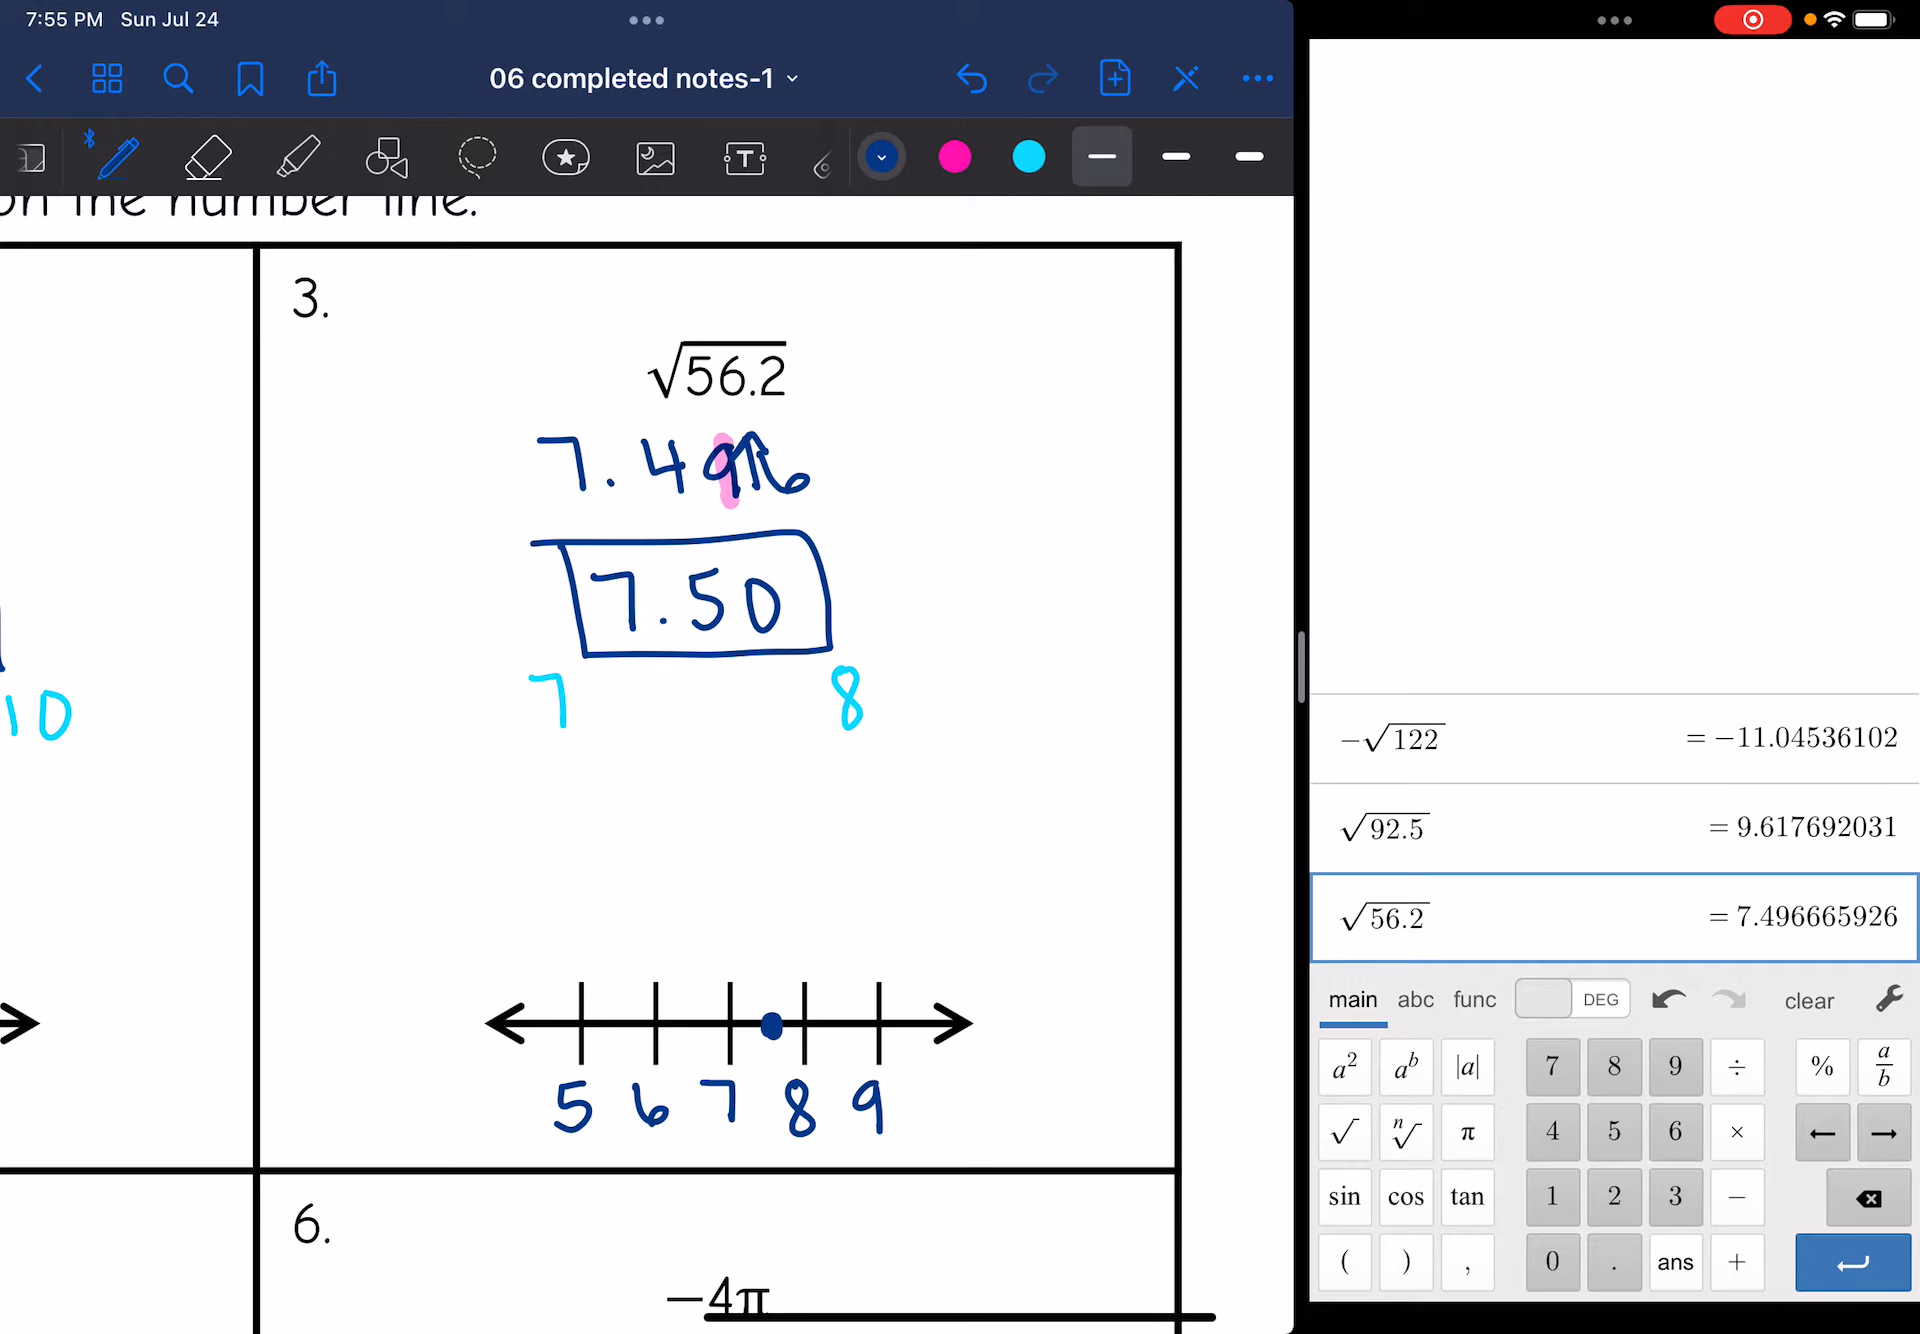 7:55 PM Sun Jul 24
06 completed notes-1
T
on the number line.
3.
√56.2
7.496
7.50
7 8
10
5 6 7 8 9
6.
−4π
−√122 = −11.04536102
√92.5 = 9.617692031
√56.2 = 7.496665926
main abc func DEG clear
a² aᵇ |a| 7 8 9 ÷ % a/b
√ ⁿ√ π 4 5 6 × ← →
sin cos tan 1 2 3 −
( ) , 0 . ans +